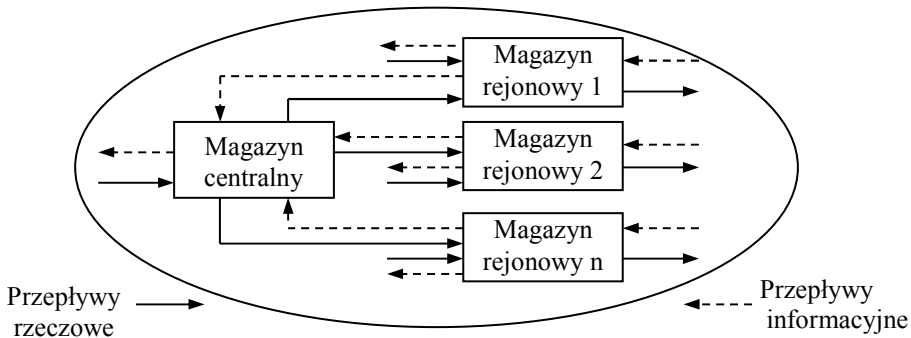 Magazyn
rejonowy 1
Magazyn
centralny
Magazyn
rejonowy 2
Magazyn
rejonowy n
Przepływy
rzeczowe
Przepływy
informacyjne